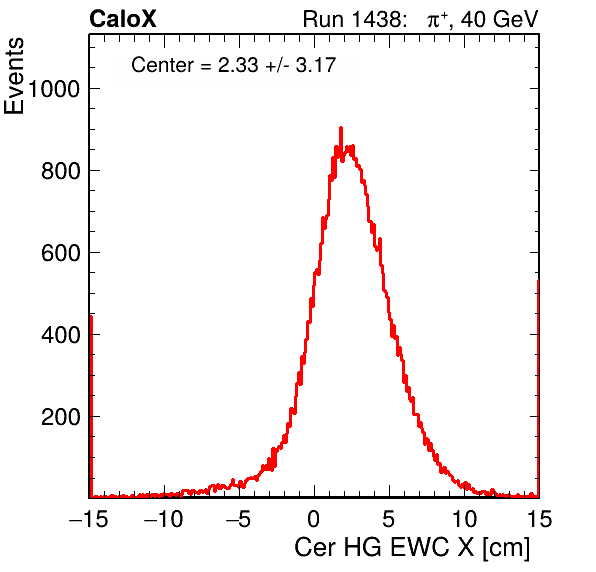 CaloX Run 1438: π⁺, 40 GeV
Center = 2.33 +/- 3.17
Events
1000
800
600
400
200
−15 −10 −5 0 5 10 15
Cer HG EWC X [cm]